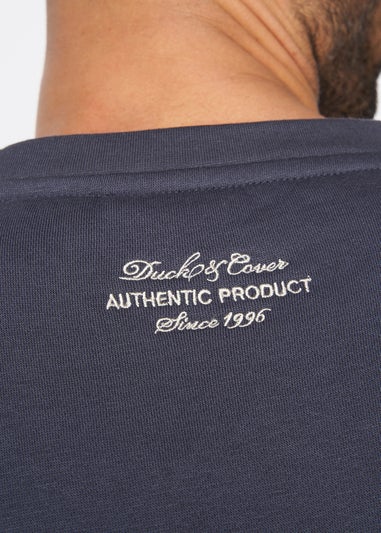 Duck & Cover
AUTHENTIC PRODUCT
Since 1996